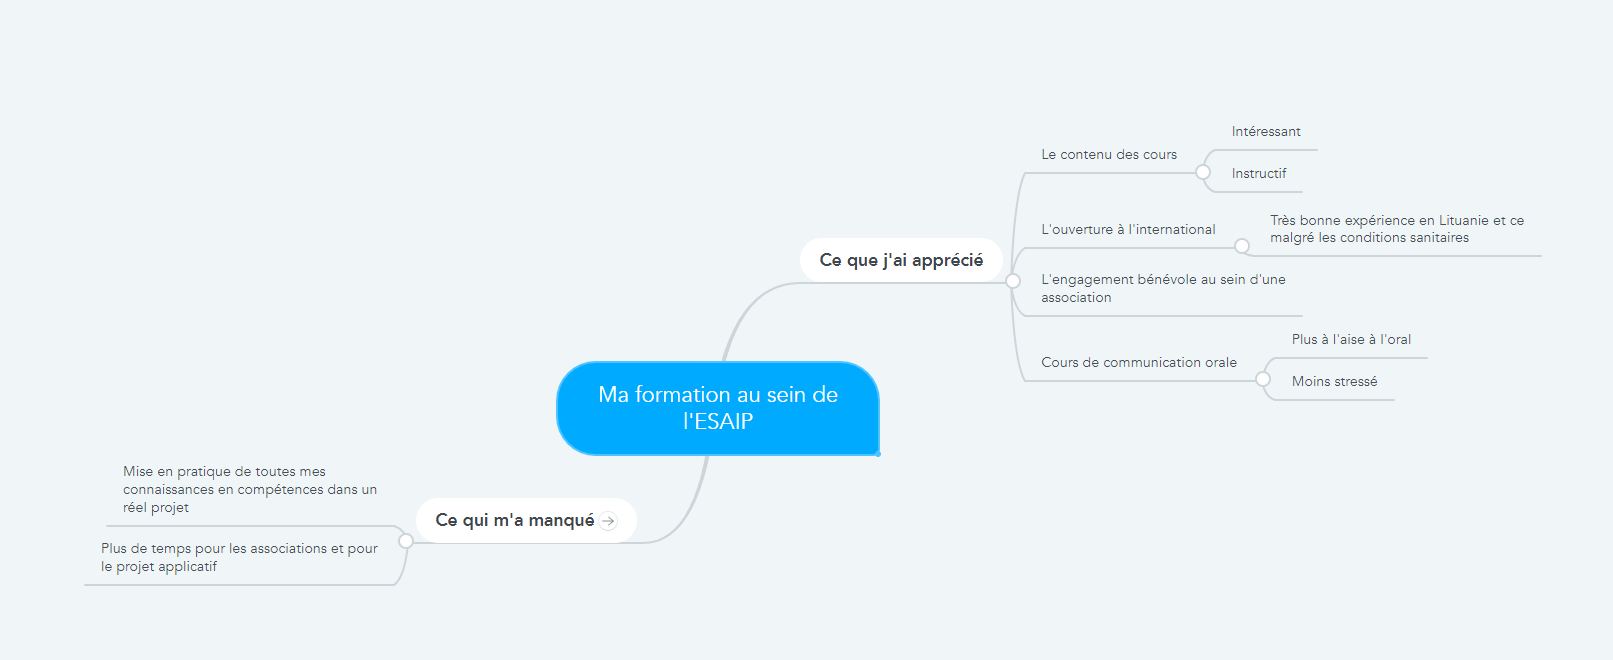 Intéressant
Le contenu des cours
Instructif
Très bonne expérience en Lituanie et ce
malgré les conditions sanitaires
L'ouverture à l'international
Ce que j'ai apprécié
L'engagement bénévole au sein d'une
association
Plus à l'aise à l'oral
Cours de communication orale
Moins stressé
Ma formation au sein de
l'ESAIP
Mise en pratique de toutes mes
connaissances en compétences dans un
réel projet
Ce qui m'a manqué
Plus de temps pour les associations et pour
le projet applicatif